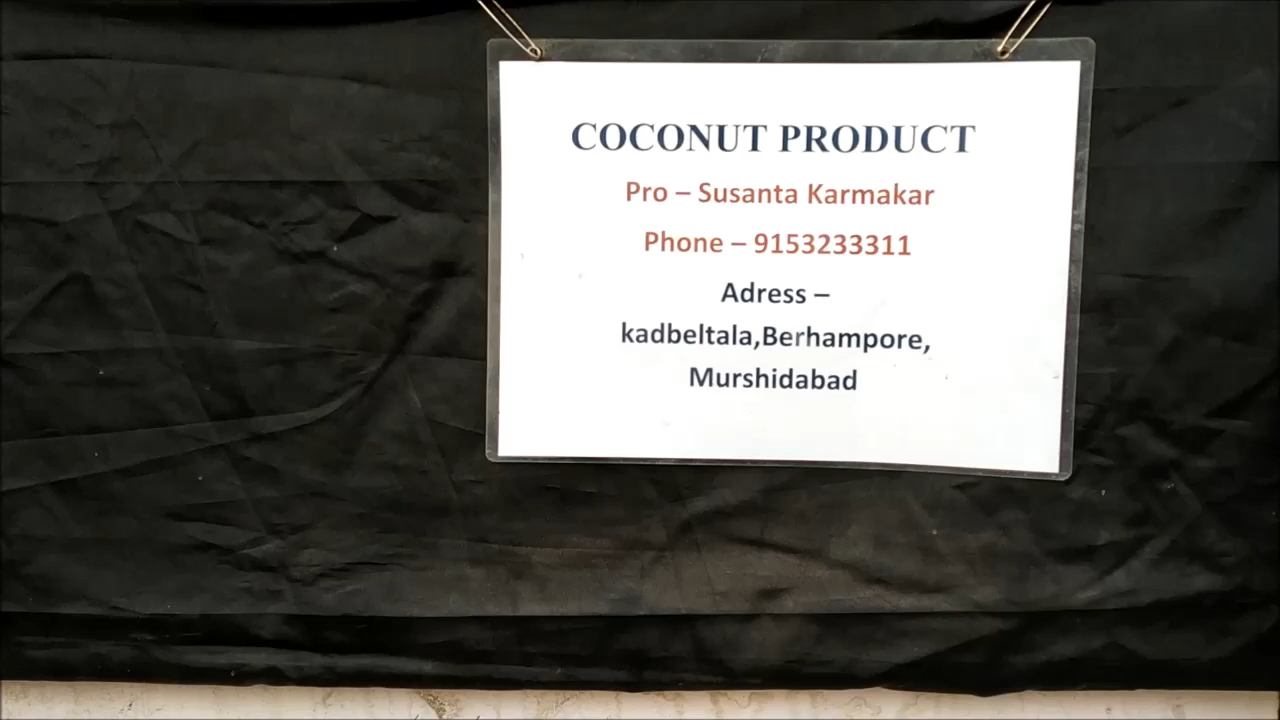 COCONUT PRODUCT
Pro – Susanta Karmakar
Phone – 9153233311
Adress –
kadbeltala,Berhampore,
Murshidabad